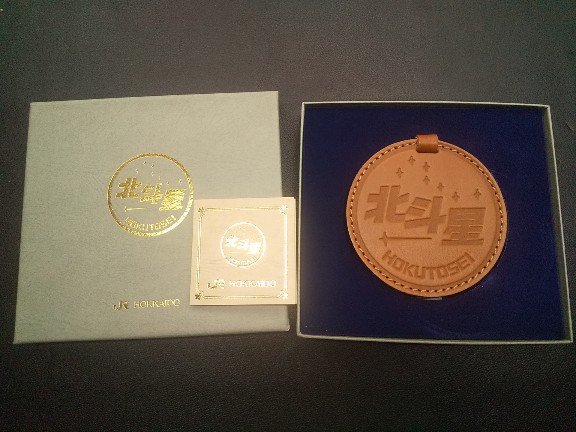 北斗星
HOKUTOSEI
JR HOKKAIDO
北斗星
JR HOKKAIDO
北斗星
HOKUTOSEI